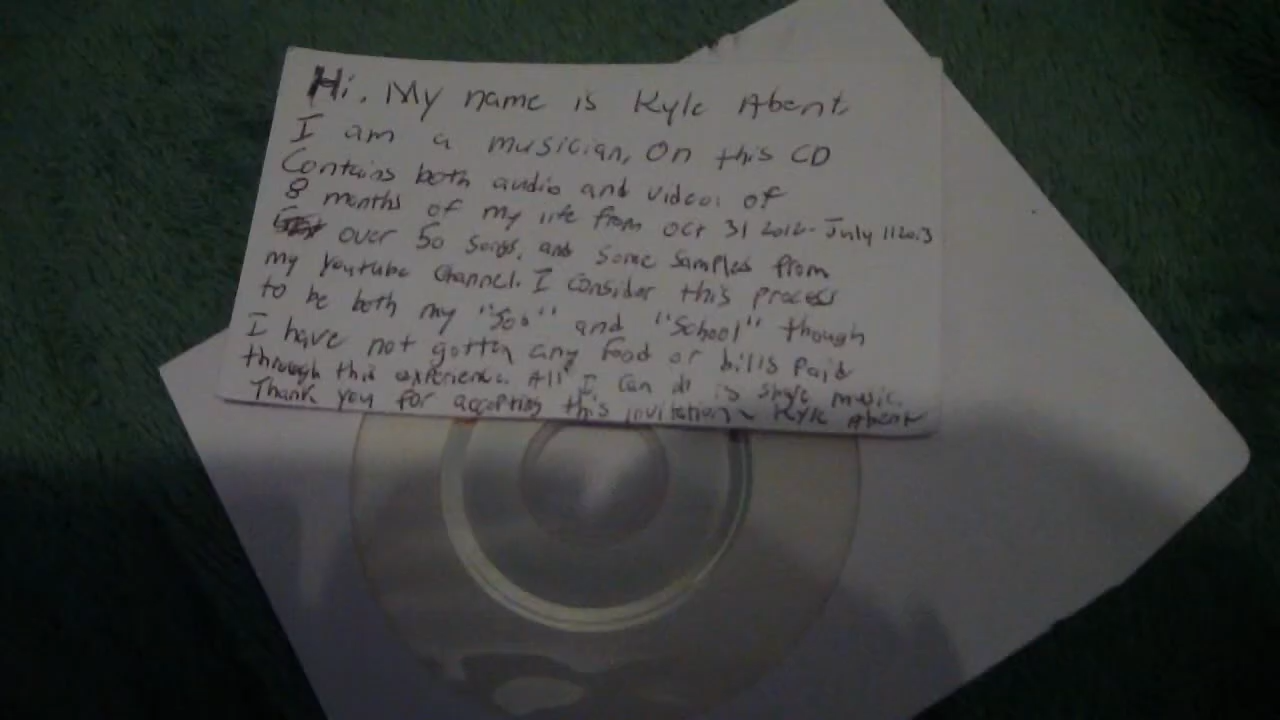 Hi. My name is Kyle Abent.
I am a musician, On this CD
Contains both audio and videos of
8 months of my life from Oct 31 2012- July 11 2013
over 50 songs, and some samples from
my youtube channel. I consider this process
to be both my "Job" and "School" though
I have not gotten any food or bills paid
through this experience. All I can do is share music.
Thank you for accepting this invitation ~ Kyle Abent